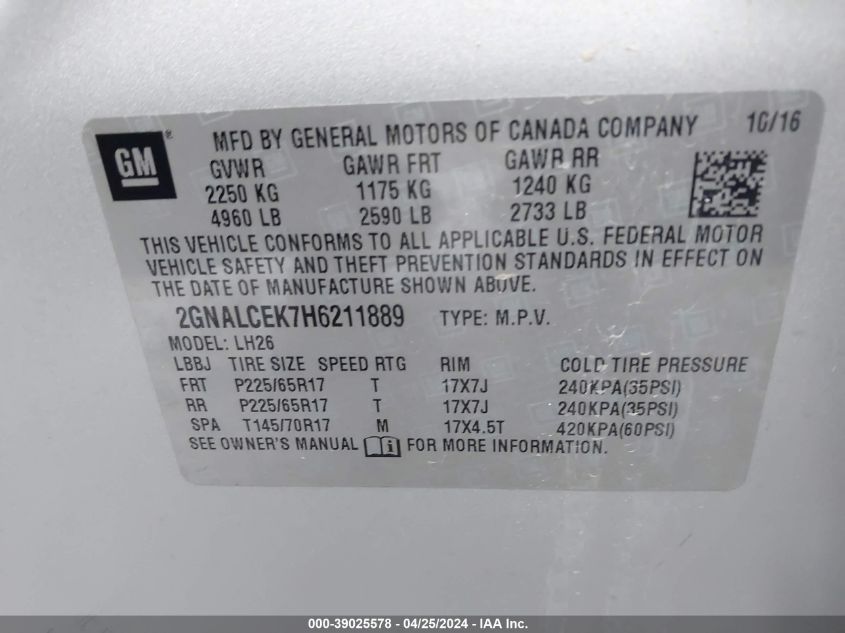 GM®
MFD BY GENERAL MOTORS OF CANADA COMPANY 10/16
GVWR GAWR FRT GAWR RR
2250 KG 1175 KG 1240 KG
4960 LB 2590 LB 2733 LB
THIS VEHICLE CONFORMS TO ALL APPLICABLE U.S. FEDERAL MOTOR
VEHICLE SAFETY AND THEFT PREVENTION STANDARDS IN EFFECT ON
THE DATE OF MANUFACTURE SHOWN ABOVE.
2GNALCEK7H6211889 TYPE: M.P.V.
MODEL: LH26
LBBJ TIRE SIZE SPEED RTG RIM COLD TIRE PRESSURE
FRT P225/65R17 T 17X7J 240KPA(35PSI)
RR P225/65R17 T 17X7J 240KPA(35PSI)
SPA T145/70R17 M 17X4.5T 420KPA(60PSI)
SEE OWNER'S MANUAL FOR MORE INFORMATION.
000-39025578 - 04/25/2024 - IAA Inc.